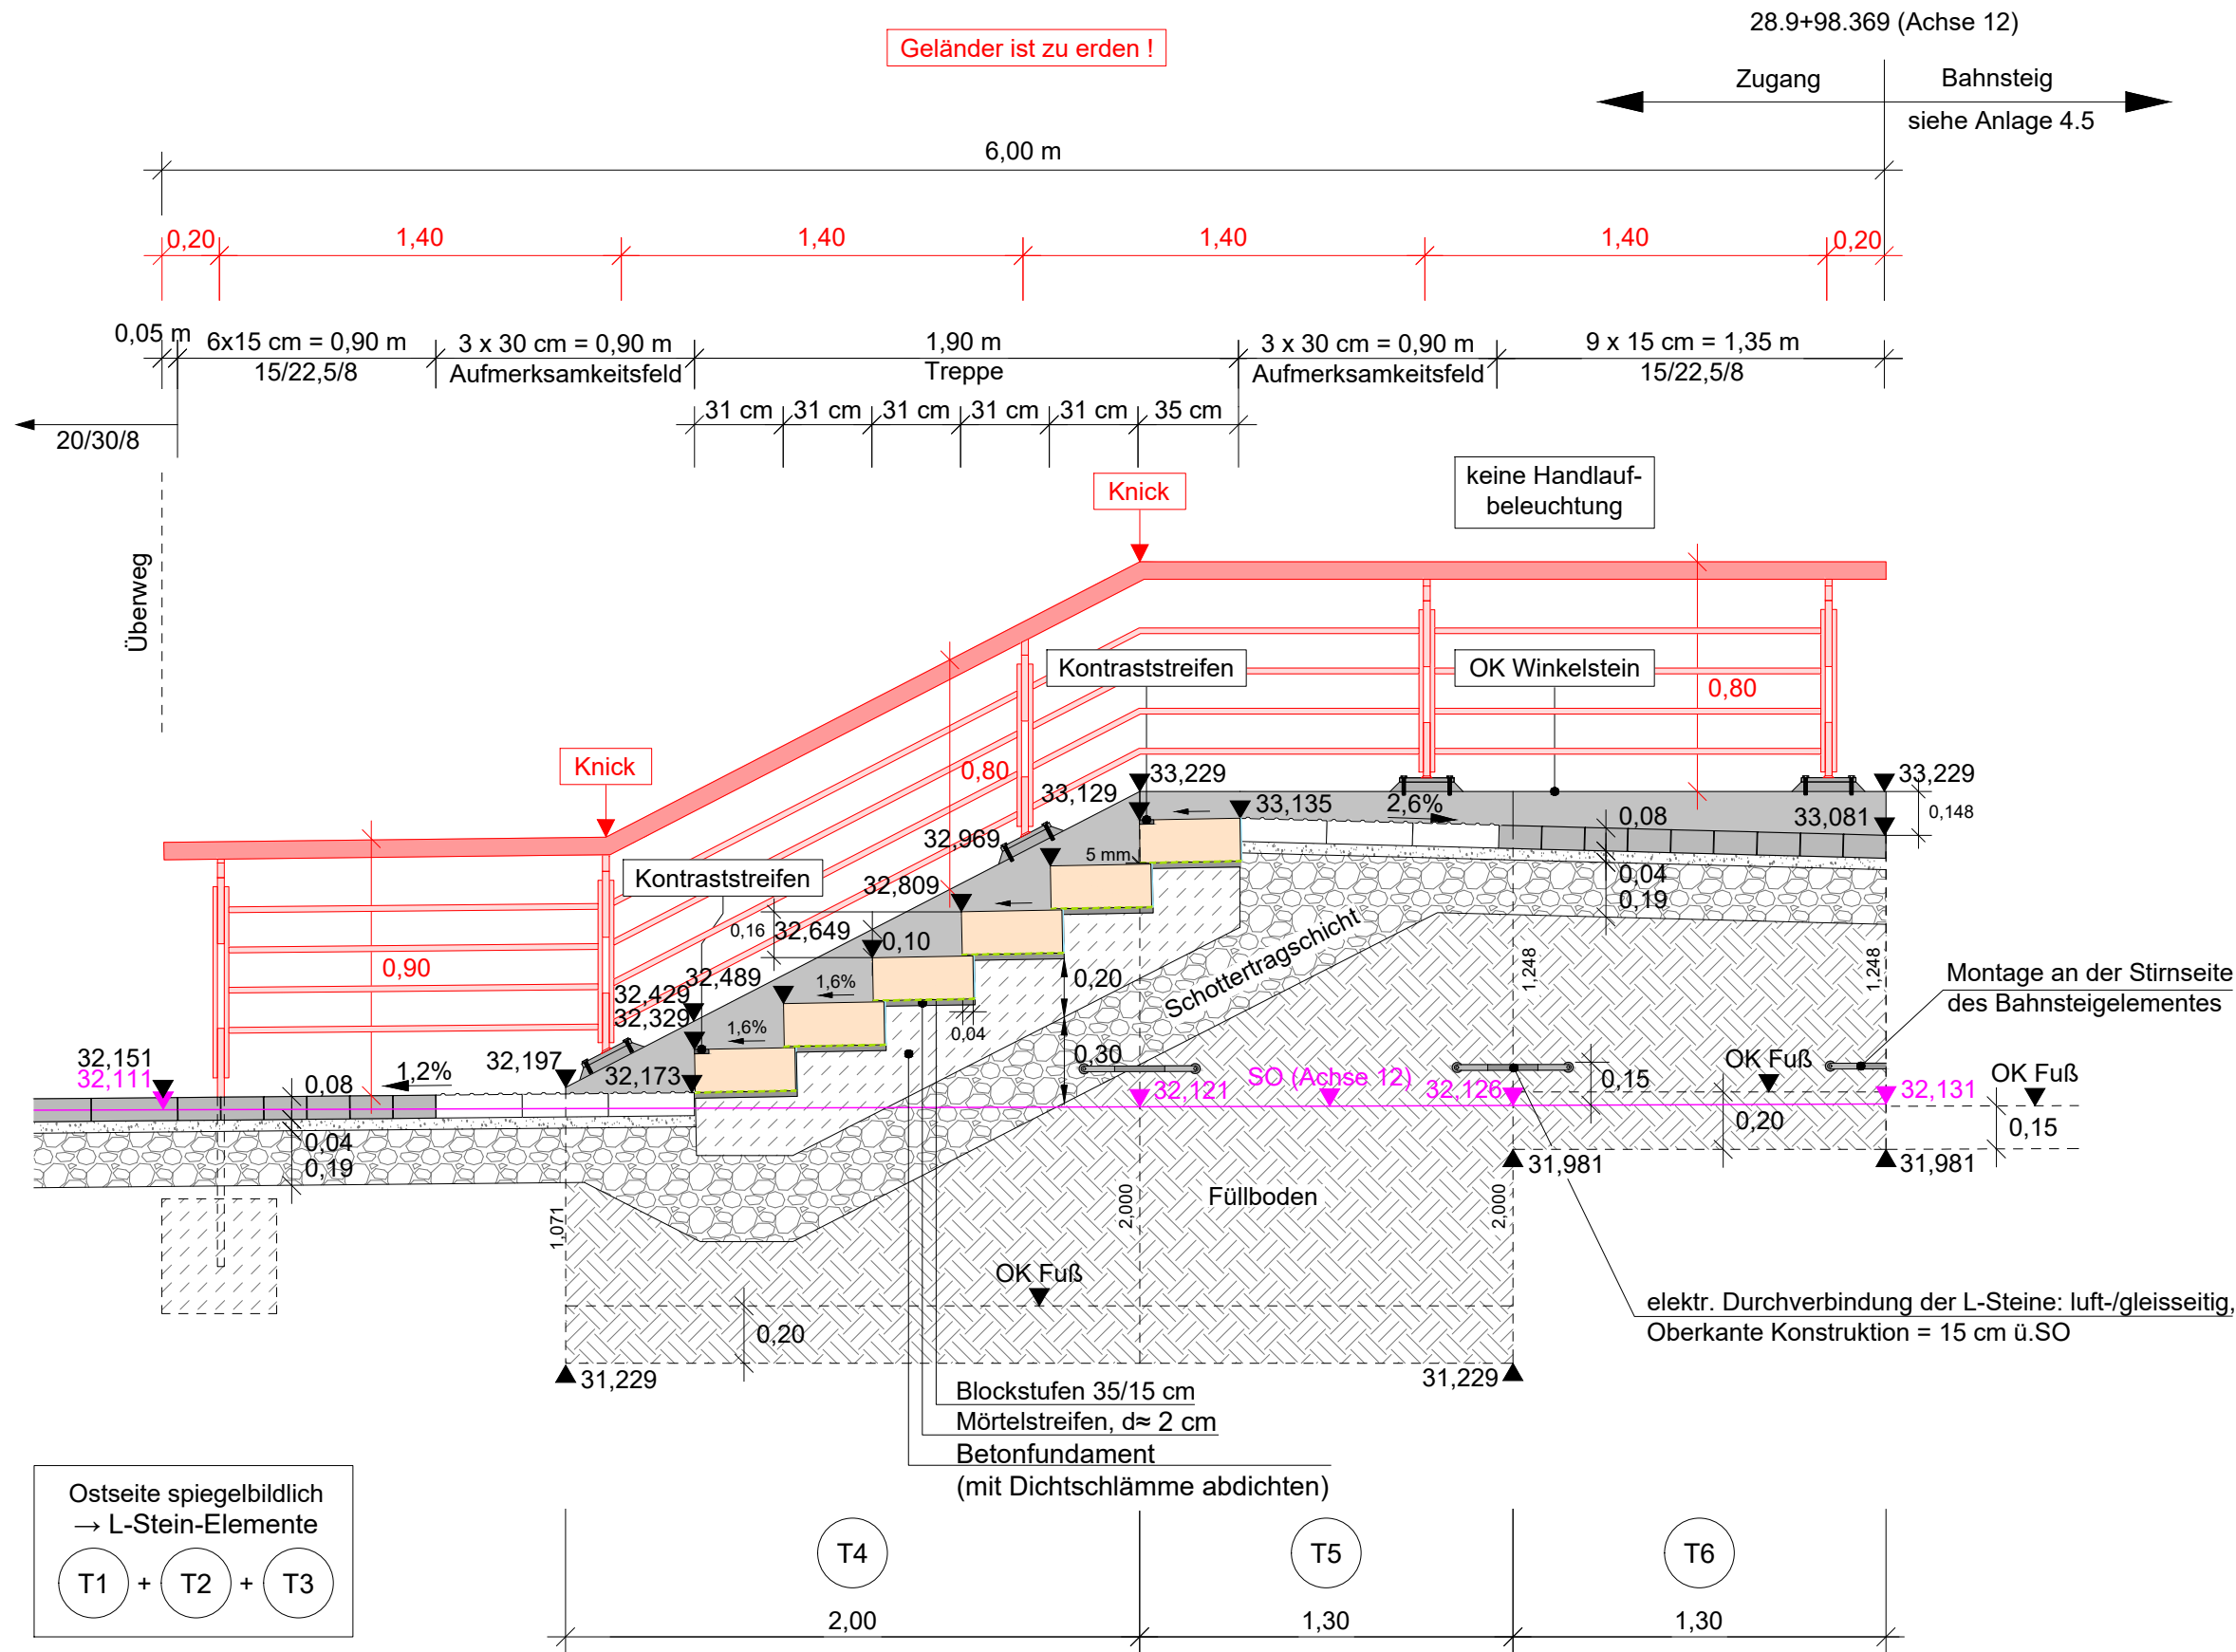 28.9+98.369 (Achse 12)
Geländer ist zu erden !
Zugang
Bahnsteig
siehe Anlage 4.5
6,00 m
0,20
1,40
1,40
1,40
1,40
0,20
0,05 m
6x15 cm = 0,90 m
15/22,5/8
3 x 30 cm = 0,90 m
Aufmerksamkeitsfeld
1,90 m
Treppe
3 x 30 cm = 0,90 m
Aufmerksamkeitsfeld
9 x 15 cm = 1,35 m
15/22,5/8
31 cm
31 cm
31 cm
31 cm
31 cm
35 cm
20/30/8
Knick
keine Handlauf-
beleuchtung
Überweg
Kontraststreifen
OK Winkelstein
0,80
Knick
0,80
33,229
33,229
33,129
33,135
2,6%
0,08
33,081
0,148
32,969
5 mm
Kontraststreifen
32,809
0,04
0,19
0,16
32,649
0,10
0,90
32,489
1,6%
0,20
Schottertragschicht
1,248
1,248
Montage an der Stirnseite
des Bahnsteigelementes
32,429
32,329
1,6%
0,04
0,30
32,151
32,111
0,08
1,2%
32,197
32,173
32,121
SO (Achse 12)
32,126
0,15
OK Fuß
32,131
OK Fuß
0,20
0,15
0,04
0,19
31,981
31,981
1,071
2,000
Füllboden
2,000
OK Fuß
0,20
elektr. Durchverbindung der L-Steine: luft-/gleisseitig,
Oberkante Konstruktion = 15 cm ü.SO
31,229
31,229
Blockstufen 35/15 cm
Mörtelstreifen, d≈ 2 cm
Betonfundament
(mit Dichtschlämme abdichten)
Ostseite spiegelbildlich
→ L-Stein-Elemente
T1 + T2 + T3
T4
T5
T6
2,00
1,30
1,30